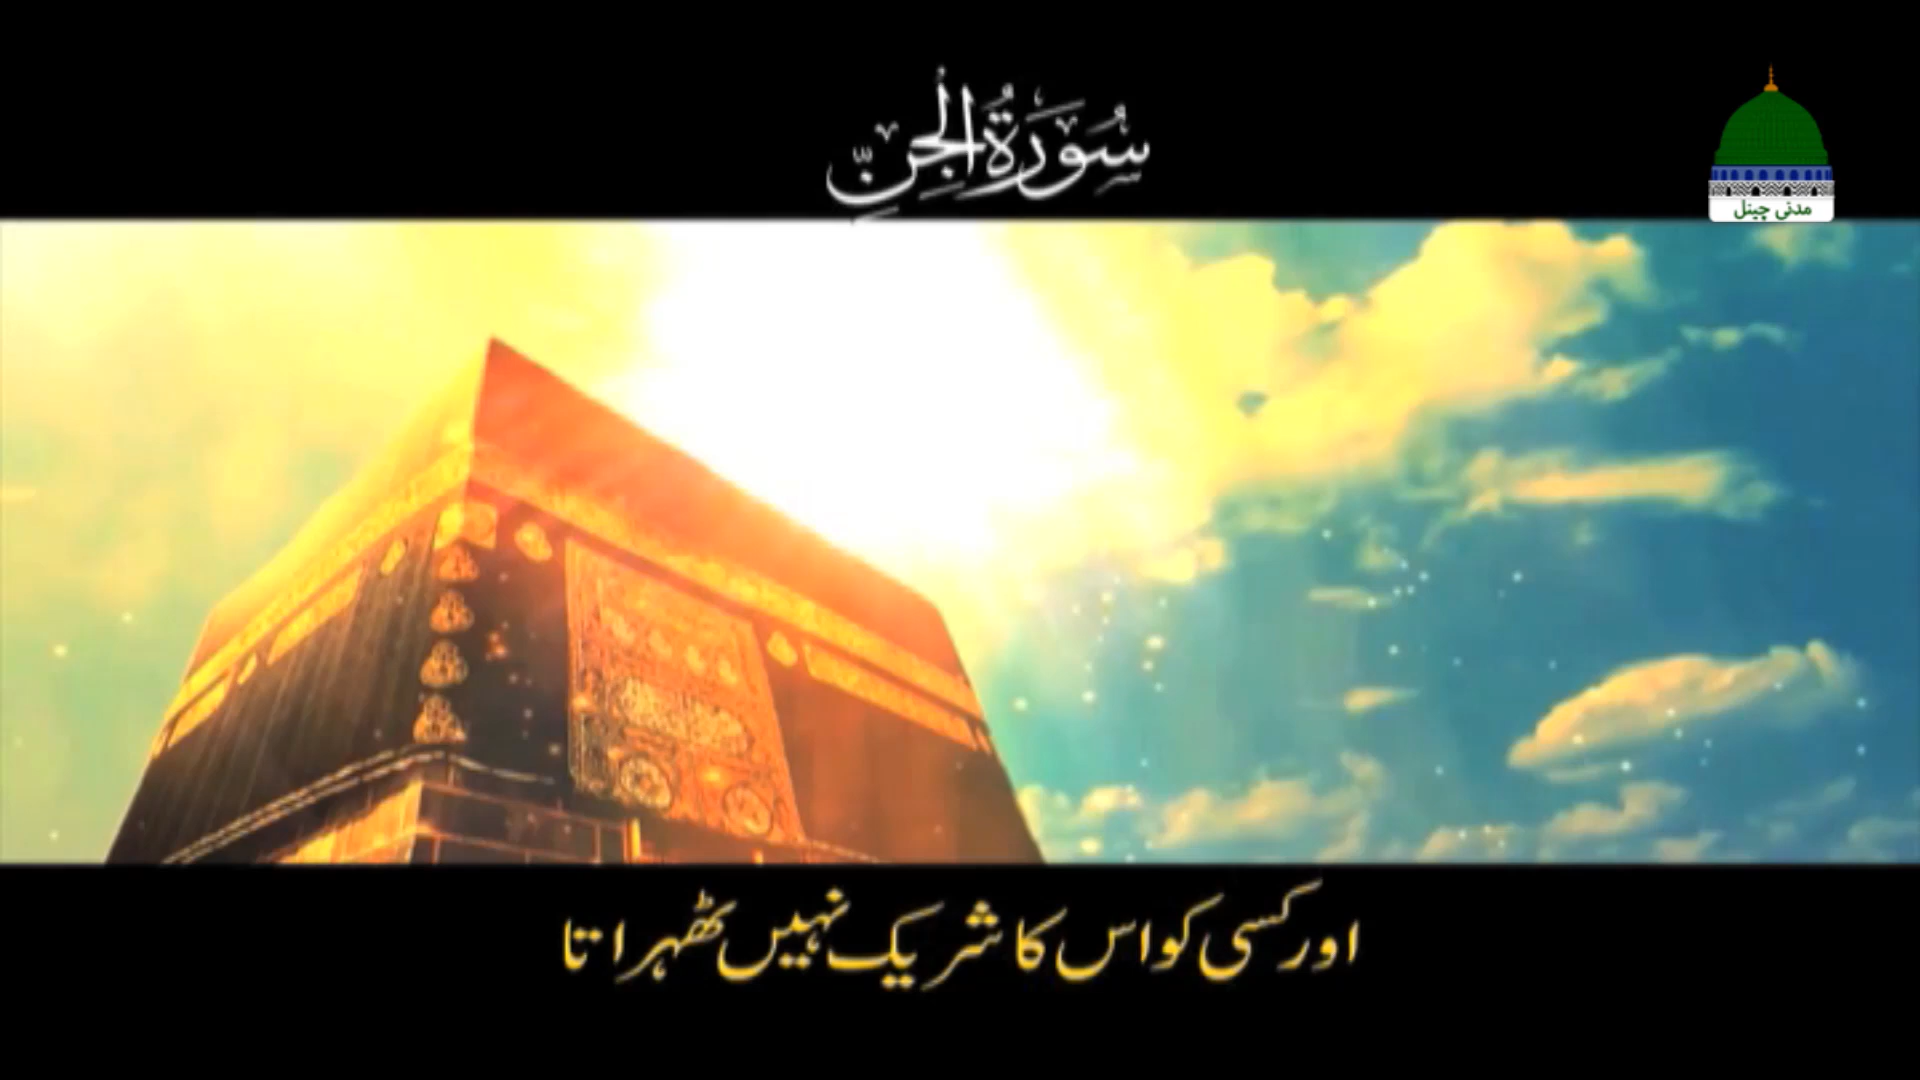 سُوْرَۃُ الْجِنِّ
مدنی چینل
اور کسی کو اس کا شریک نہیں ٹھہراتا